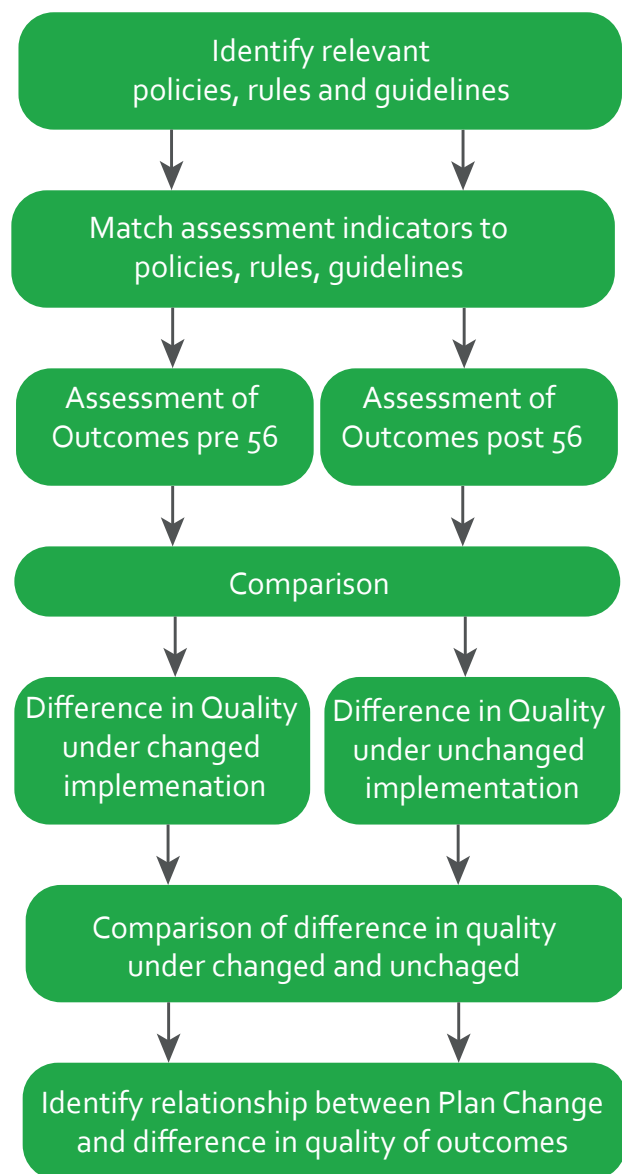 Identify relevant
policies, rules and guidelines
Match assessment indicators to
policies, rules, guidelines
Assessment of
Outcomes pre 56
Assessment of
Outcomes post 56
Comparison
Difference in Quality
under changed
implemenation
Difference in Quality
under unchanged
implementation
Comparison of difference in quality
under changed and unchaged
Identify relationship between Plan Change
and difference in quality of outcomes